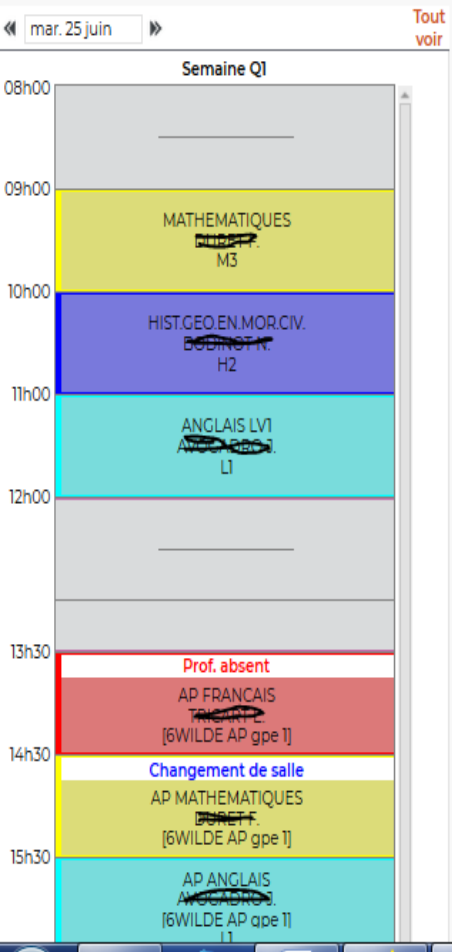 mar. 25 juin
Tout
voir
Semaine Q1
08h00
09h00
MATHEMATIQUES
M3
10h00
HIST.GEO.EN.MOR.CIV.
H2
11h00
ANGLAIS LV1
L1
12h00
13h30
Prof. absent
AP FRANCAIS
[6WILDE AP gpe 1]
14h30
Changement de salle
AP MATHEMATIQUES
[6WILDE AP gpe 1]
15h30
AP ANGLAIS
[6WILDE AP gpe 1]
L1